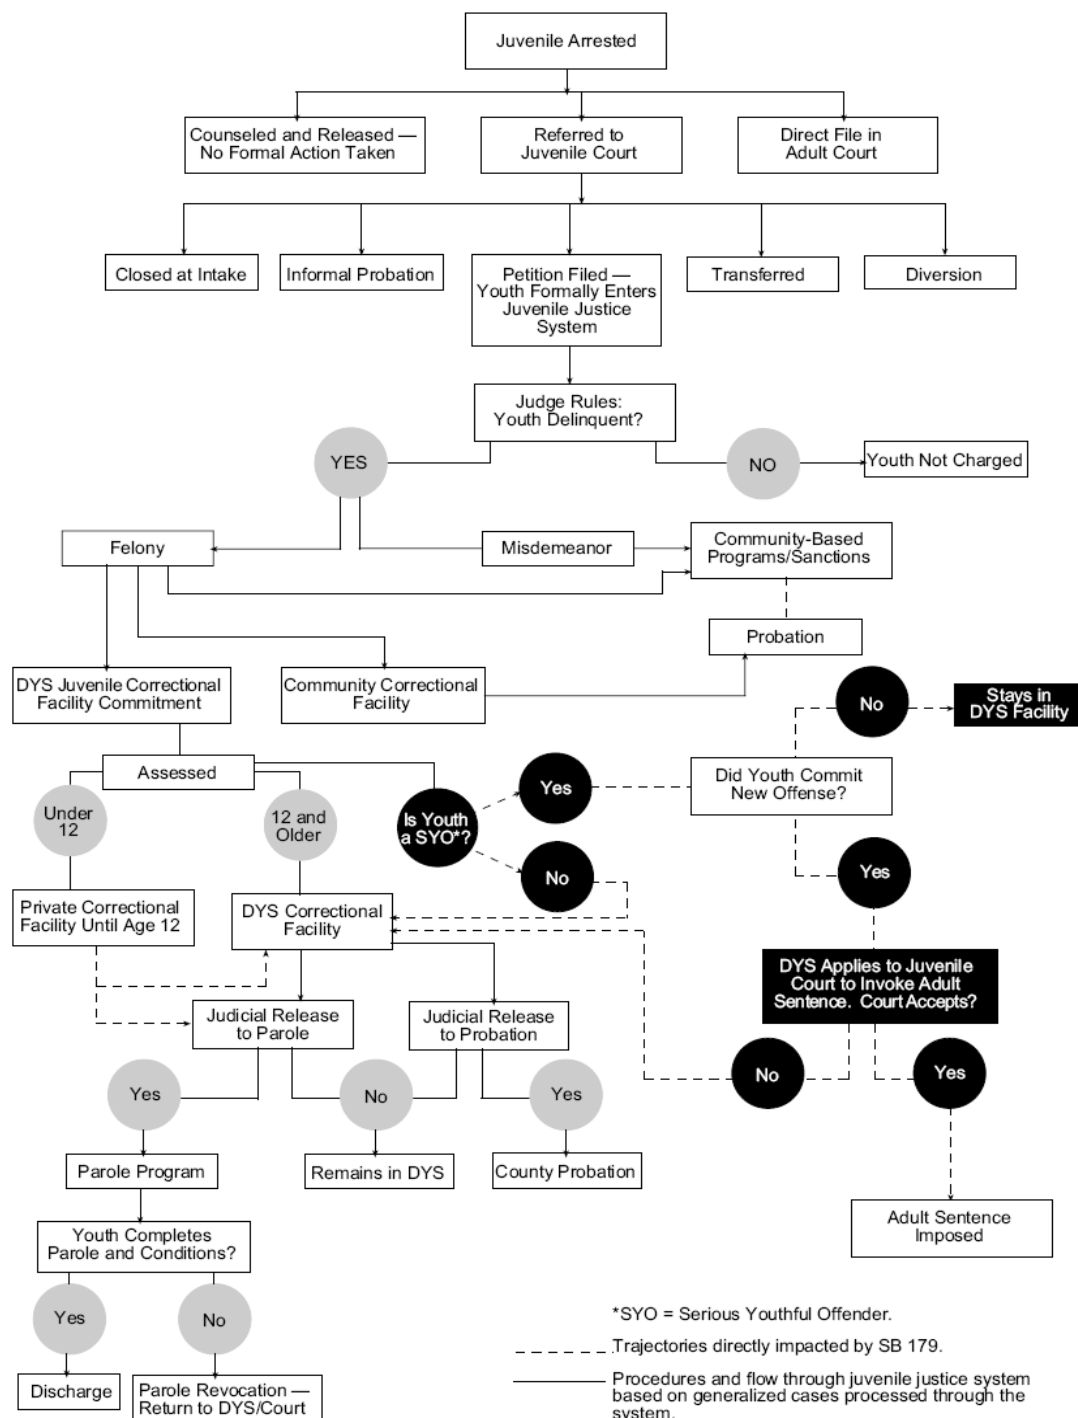 Juvenile Arrested
Counseled and Released —
No Formal Action Taken
Referred to
Juvenile Court
Direct File in
Adult Court
Closed at Intake
Informal Probation
Petition Filed —
Youth Formally Enters
Juvenile Justice
System
Transferred
Diversion
Judge Rules:
Youth Delinquent?
YES
NO
Youth Not Charged
Felony
Misdemeanor
Community-Based
Programs/Sanctions
Probation
DYS Juvenile Correctional
Facility Commitment
Community Correctional
Facility
No
Stays in
DYS Facility
Assessed
Under
12
12 and
Older
Is Youth
a SYO*?
Yes
Did Youth Commit
New Offense?
No
Yes
Private Correctional
Facility Until Age 12
DYS Correctional
Facility
DYS Applies to Juvenile
Court to Invoke Adult
Sentence. Court Accepts?
Judicial Release
to Parole
Judicial Release
to Probation
Yes
No
Yes
No
Yes
Parole Program
Remains in DYS
County Probation
Adult Sentence
Imposed
Youth Completes
Parole and Conditions?
Yes
No
Discharge
Parole Revocation —
Return to DYS/Court
*SYO = Serious Youthful Offender.
Trajectories directly impacted by SB 179.
Procedures and flow through juvenile justice system
based on generalized cases processed through the
system.